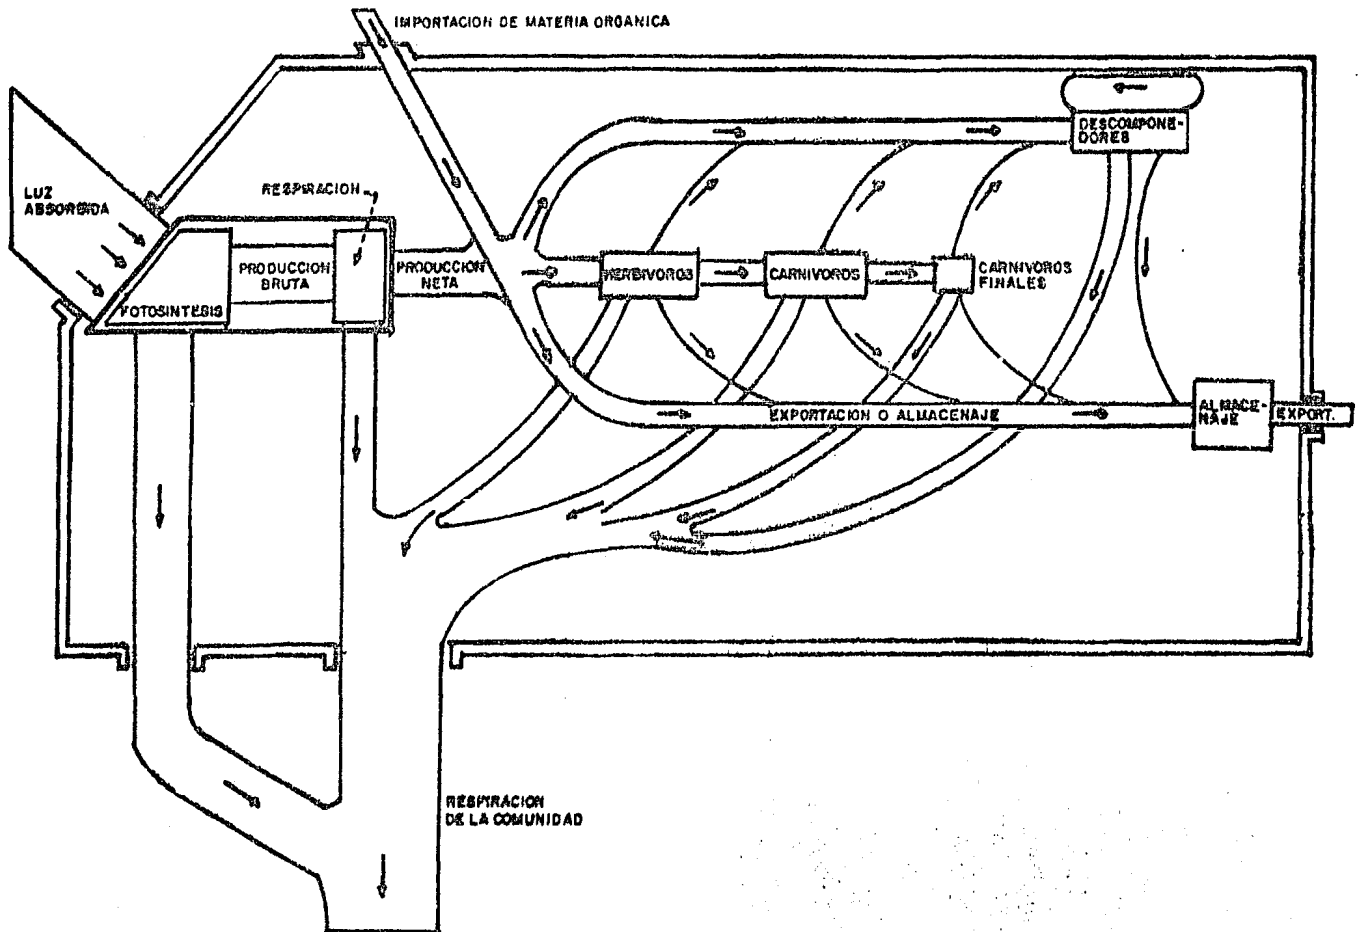 IMPORTACION DE MATERIA ORGANICA
DESCOMPONE-
DORES
LUZ
ABSORBIDA
RESPIRACION
PRODUCCION
BRUTA
PRODUCCION
NETA
HERBIVOROS
CARNIVOROS
CARNIVOROS
FINALES
FOTOSINTESIS
EXPORTACION O ALMACENAJE
ALMACE-
NAJE
EXPORT.
RESPIRACION
DE LA COMUNIDAD